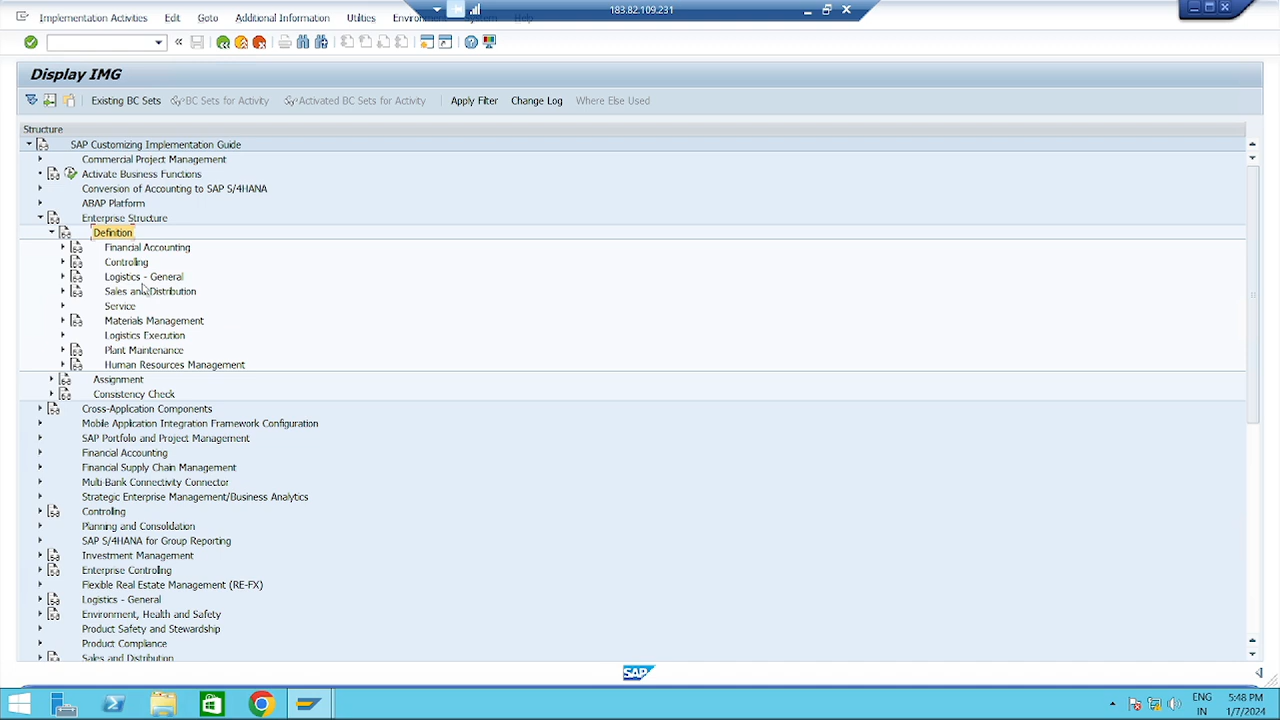 183.82.109.231
Implementation Activities Edit Goto Additional Information Utilities System Help
Display IMG
Existing BC Sets BC Sets for Activity Activated BC Sets for Activity Apply Filter Change Log Where Else Used
Structure
SAP Customizing Implementation Guide
Commercial Project Management
Activate Business Functions
Conversion of Accounting to SAP S/4HANA
ABAP Platform
Enterprise Structure
Definition
Financial Accounting
Controlling
Logistics - General
Sales and Distribution
Service
Materials Management
Logistics Execution
Plant Maintenance
Human Resources Management
Assignment
Consistency Check
Cross-Application Components
Mobile Application Integration Framework Configuration
SAP Portfolio and Project Management
Financial Accounting
Financial Supply Chain Management
Multi-Bank Connectivity Connector
Strategic Enterprise Management/Business Analytics
Controlling
Planning and Consolidation
SAP S/4HANA for Group Reporting
Investment Management
Enterprise Controlling
Flexible Real Estate Management (RE-FX)
Logistics - General
Environment, Health and Safety
Product Safety and Stewardship
Product Compliance
Sales and Distribution
SAP
ENG 5:48 PM
IN 1/7/2024